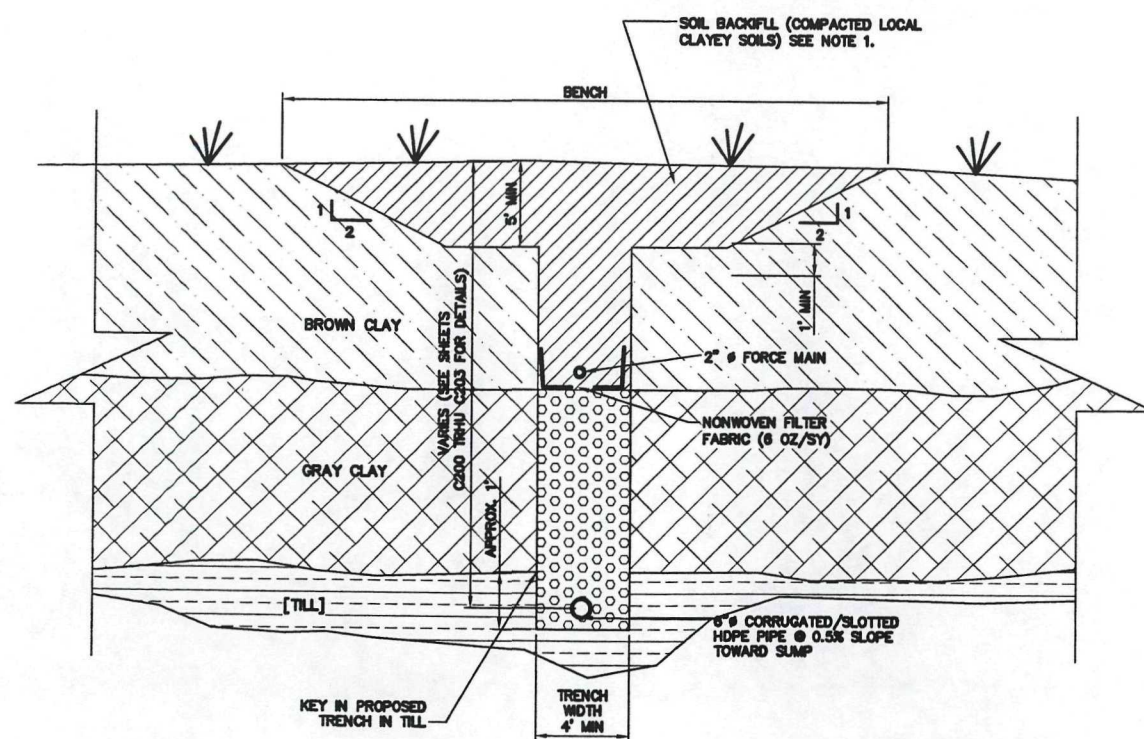 SOIL BACKIFLL (COMPACTED LOCAL
CLAYEY SOILS) SEE NOTE 1.
BENCH
1
2
5' MIN.
1
2
1' MIN
BROWN CLAY
VARIES (SEE SHEETS
C200 TRHU C203 FOR DETAILS)
2" ø FORCE MAIN
NONWOVEN FILTER
FABRIC (6 OZ/SY)
GRAY CLAY
APPROX. 1'
[TILL]
6"ø CORRUGATED/SLOTTED
HDPE PIPE @ 0.5% SLOPE
TOWARD SUMP
KEY IN PROPOSED
TRENCH IN TILL
TRENCH
WIDTH
4' MIN